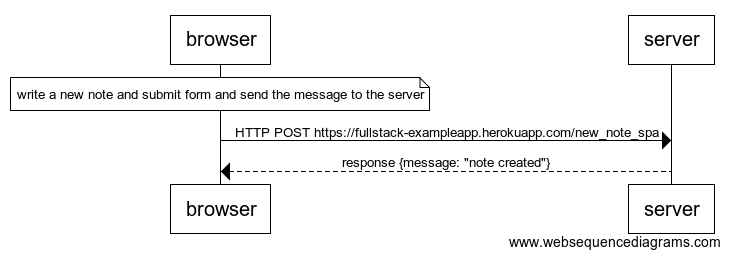 browser
server
write a new note and submit form and send the message to the server
HTTP POST https://fullstack-exampleapp.herokuapp.com/new_note_spa
response {message: "note created"}
browser
server
www.websequencediagrams.com